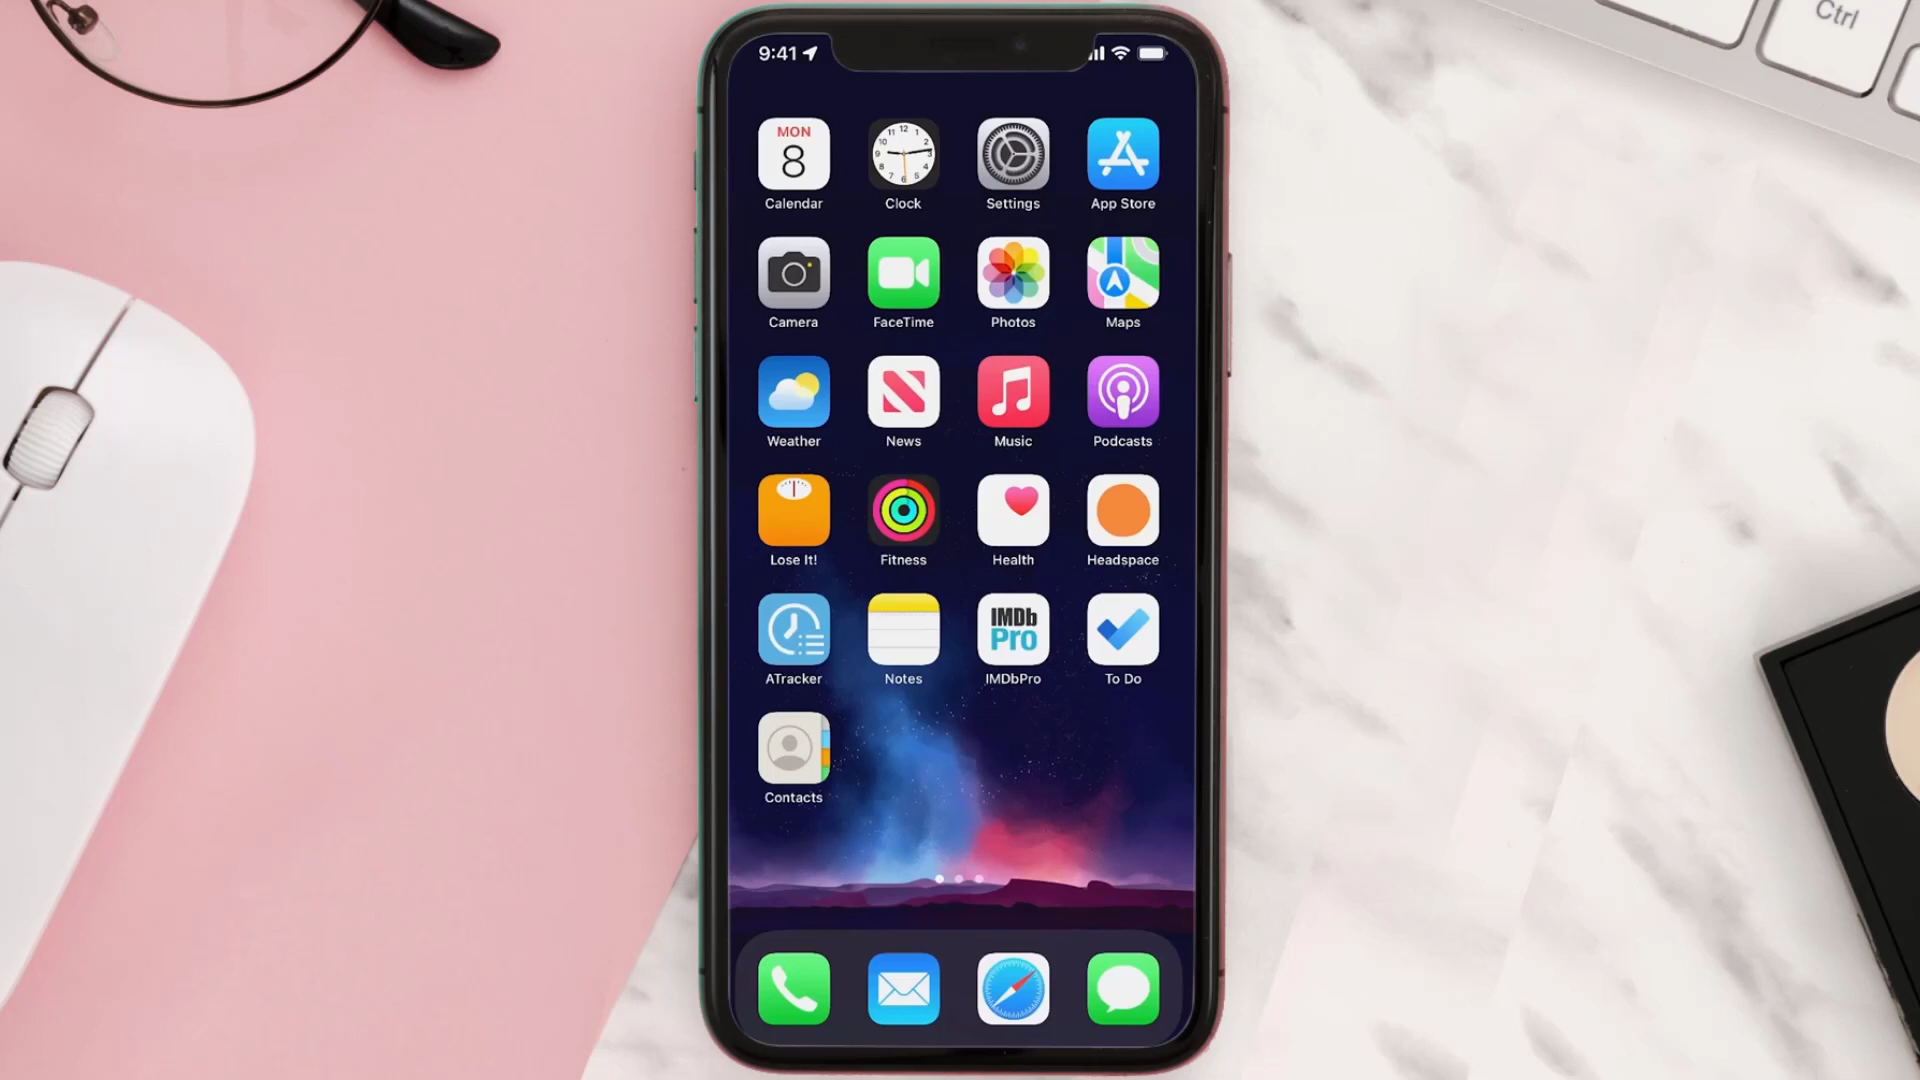 Ctrl
9:41
MON
8
Calendar
Clock
Settings
App Store
Camera
FaceTime
Photos
Maps
Weather
News
Music
Podcasts
Lose It!
Fitness
Health
Headspace
IMDb
Pro
ATracker
Notes
IMDbPro
To Do
Contacts